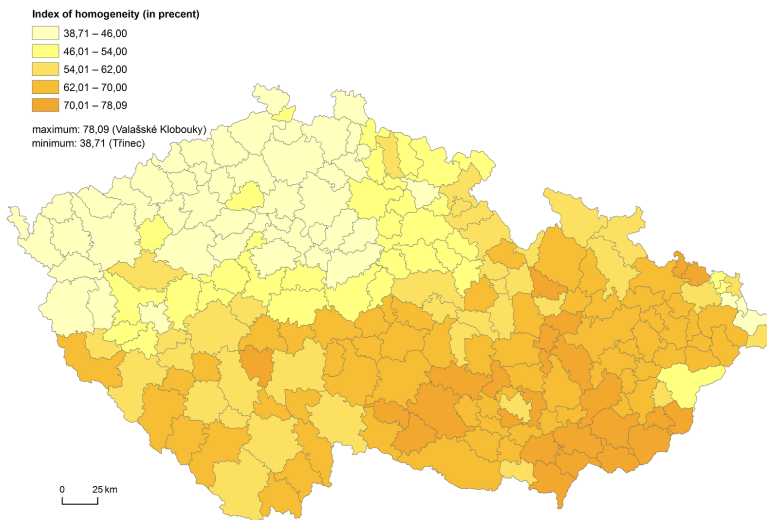 Index of homogeneity (in precent)
38,71 – 46,00
46,01 – 54,00
54,01 – 62,00
62,01 – 70,00
70,01 – 78,09
maximum: 78,09 (Valašské Klobouky)
minimum: 38,71 (Třinec)
0 25 km